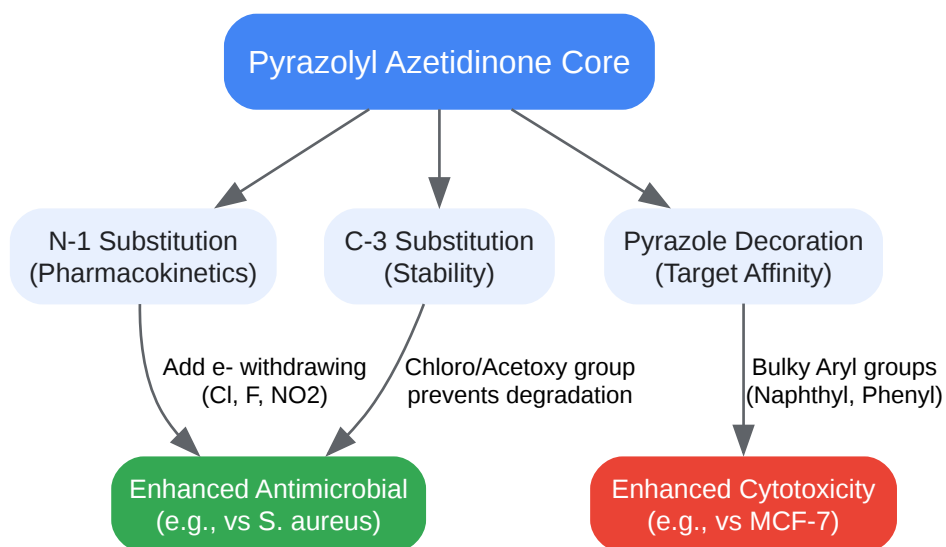 Pyrazolyl Azetidinone Core
N-1 Substitution
(Pharmacokinetics)
C-3 Substitution
(Stability)
Pyrazole Decoration
(Target Affinity)
Add e- withdrawing
(Cl, F, NO2)
Chloro/Acetoxy group
prevents degradation
Bulky Aryl groups
(Naphthyl, Phenyl)
Enhanced Antimicrobial
(e.g., vs S. aureus)
Enhanced Cytotoxicity
(e.g., vs MCF-7)